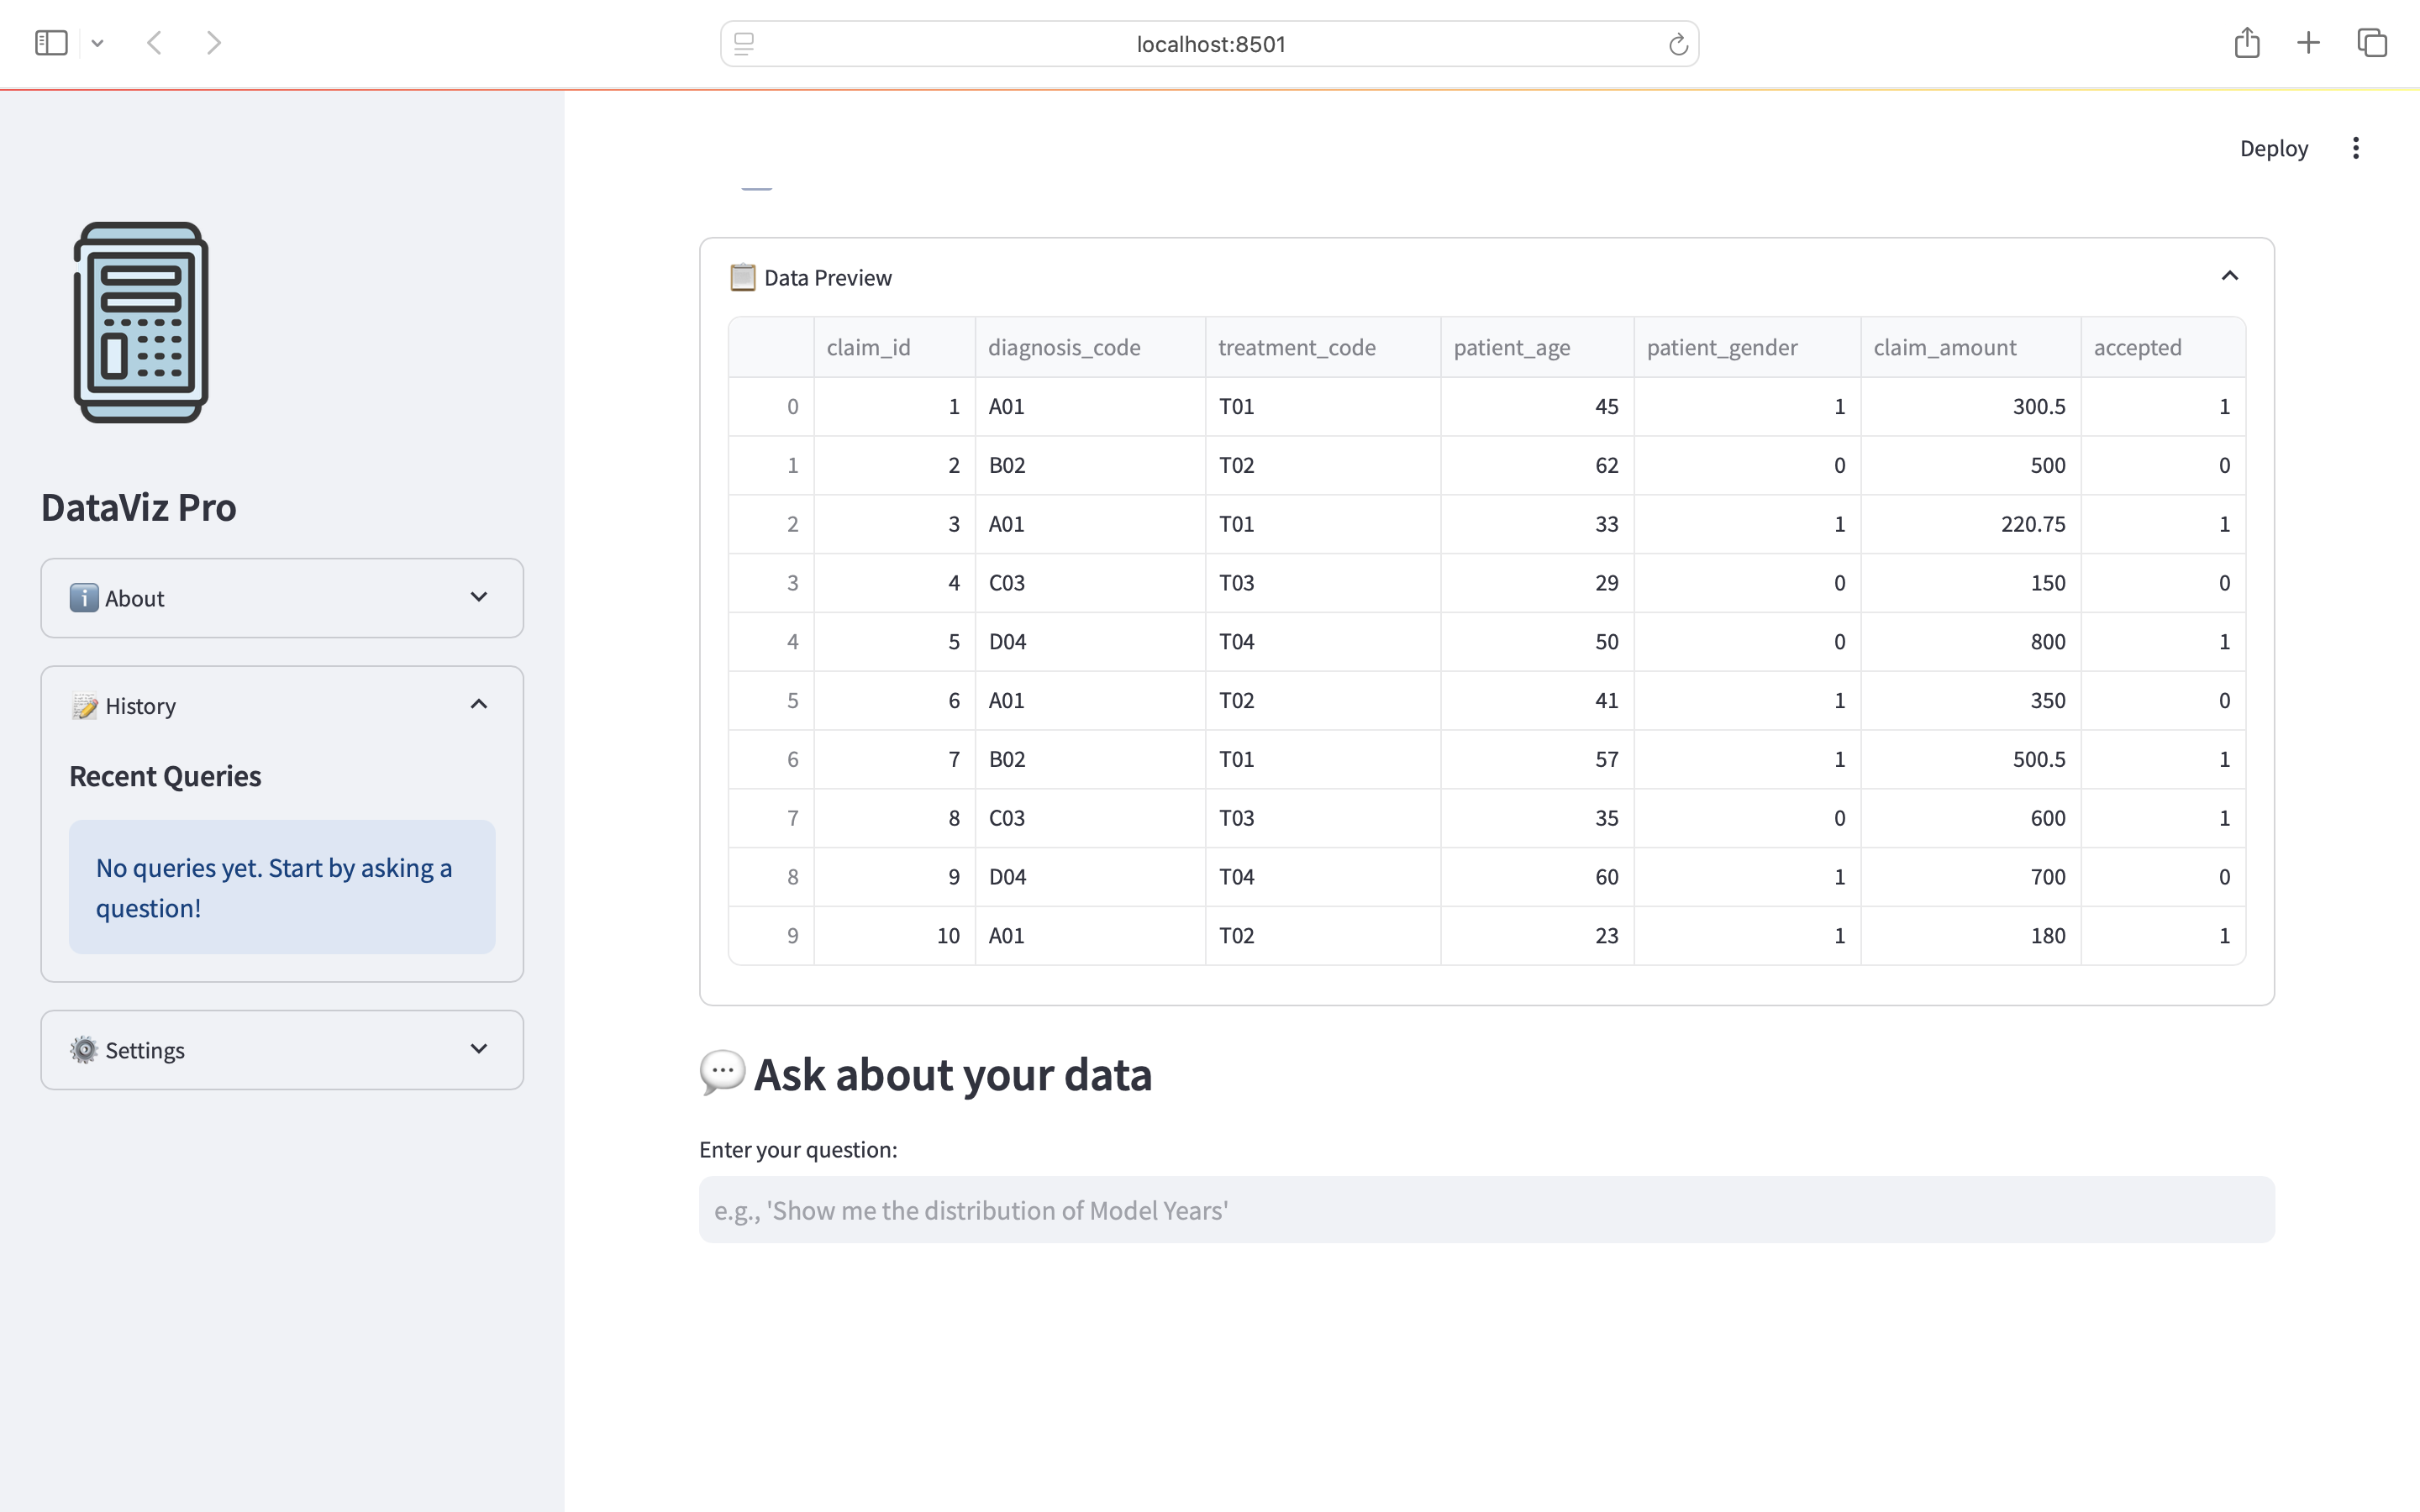 localhost:8501
Deploy
DataViz Pro
About
History
Recent Queries
No queries yet. Start by asking a
question!
Settings
Data Preview
claim_id diagnosis_code treatment_code patient_age patient_gender claim_amount accepted
0 1 A01 T01 45 1 300.5 1
1 2 B02 T02 62 0 500 0
2 3 A01 T01 33 1 220.75 1
3 4 C03 T03 29 0 150 0
4 5 D04 T04 50 0 800 1
5 6 A01 T02 41 1 350 0
6 7 B02 T01 57 1 500.5 1
7 8 C03 T03 35 0 600 1
8 9 D04 T04 60 1 700 0
9 10 A01 T02 23 1 180 1
Ask about your data
Enter your question:
e.g., 'Show me the distribution of Model Years'